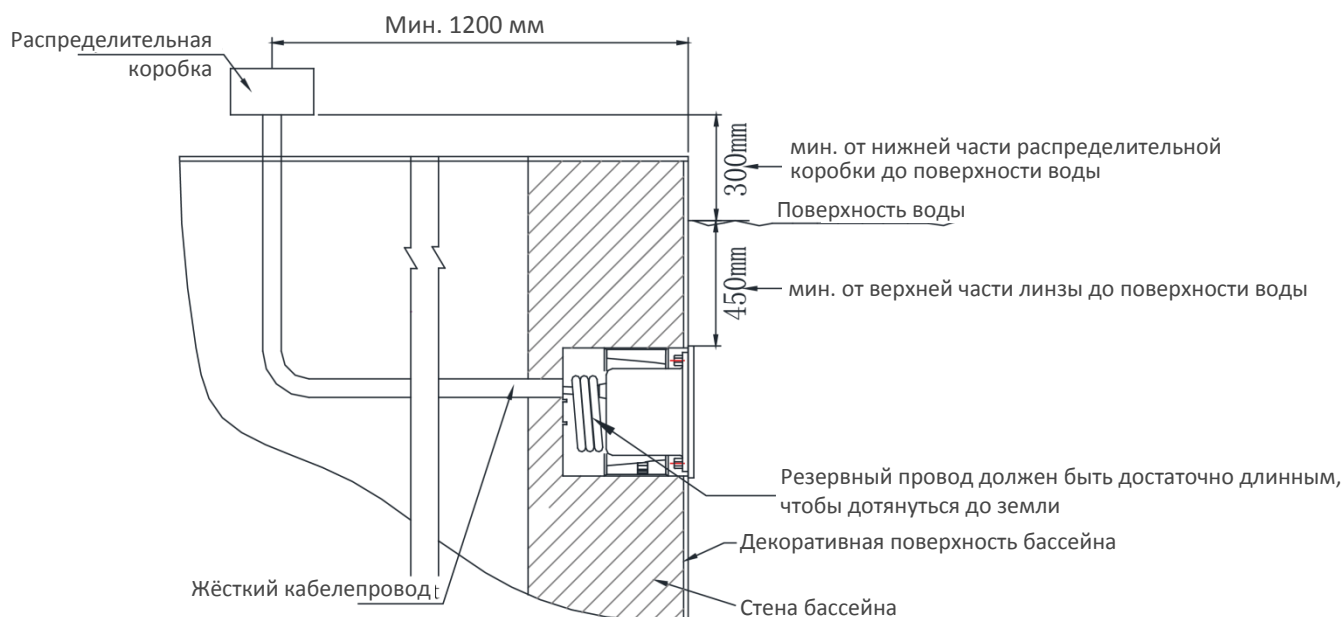 Мин. 1200 мм
Распределительная
коробка
300mm
мин. от нижней части распределительной
коробки до поверхности воды
Поверхность воды
450mm
мин. от верхней части линзы до поверхности воды
Резервный провод должен быть достаточно длинным,
чтобы дотянуться до земли
Декоративная поверхность бассейна
Жёсткий кабелепровод
Стена бассейна